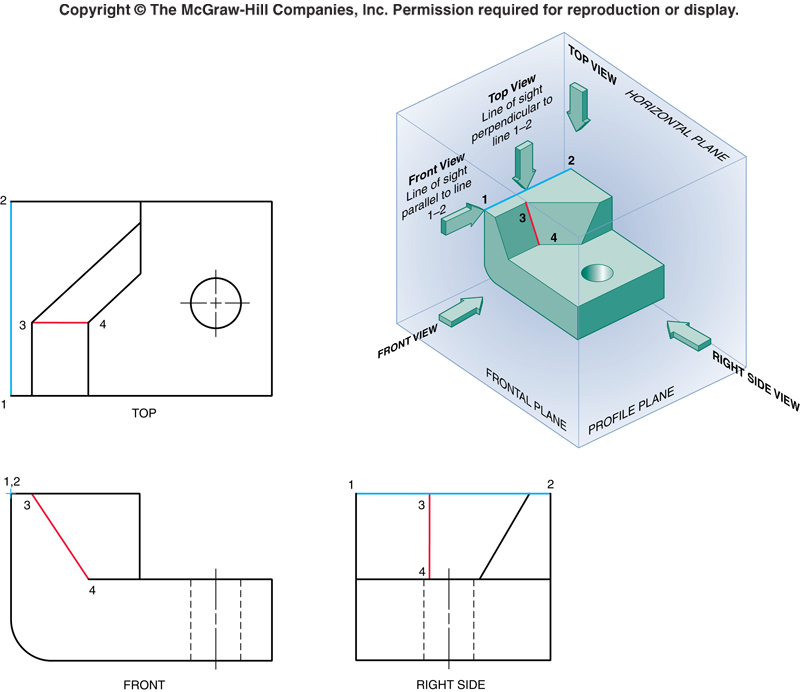 Copyright © The McGraw-Hill Companies, Inc. Permission required for reproduction or display.
TOP VIEW
HORIZONTAL PLANE
Top View
Line of sight
perpendicular to
line 1–2
Front View
Line of sight
parallel to line
1–2
1
2
3
4
FRONT VIEW
RIGHT SIDE VIEW
FRONTAL PLANE
PROFILE PLANE
2
3
4
1
TOP
1,2
3
4
FRONT
1
2
3
4
RIGHT SIDE